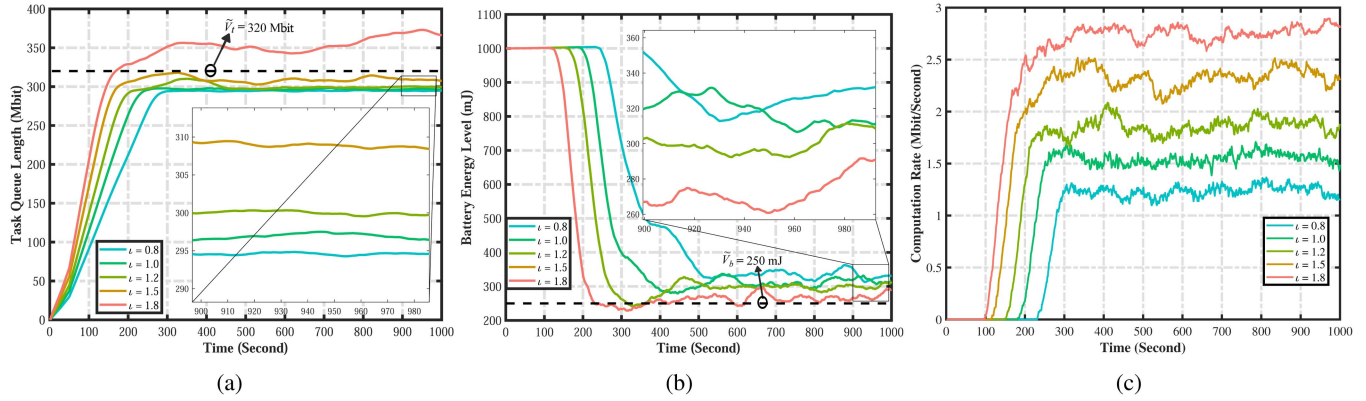 400
350
300
250
200
150
100
50
0
Task Queue Length (Mbit)
Ṽt = 320 Mbit
310
305
300
295
290
900 910 920 930 940 950 960 970 980
ι = 0.8
ι = 1.0
ι = 1.2
ι = 1.5
ι = 1.8
0 100 200 300 400 500 600 700 800 900 1000
Time (Second)
(a)
1100
1000
900
800
700
600
500
400
300
200
Battery Energy Level (mJ)
360
340
320
300
280
260
900 920 940 960 980
ι = 0.8
ι = 1.0
ι = 1.2
ι = 1.5
ι = 1.8
Vb = 250 mJ
0 100 200 300 400 500 600 700 800 900 1000
Time (Second)
(b)
3
2.5
2
1.5
1
0.5
0
Computation Rate (Mbit/Second)
ι = 0.8
ι = 1.0
ι = 1.2
ι = 1.5
ι = 1.8
0 100 200 300 400 500 600 700 800 900 1000
Time (Second)
(c)